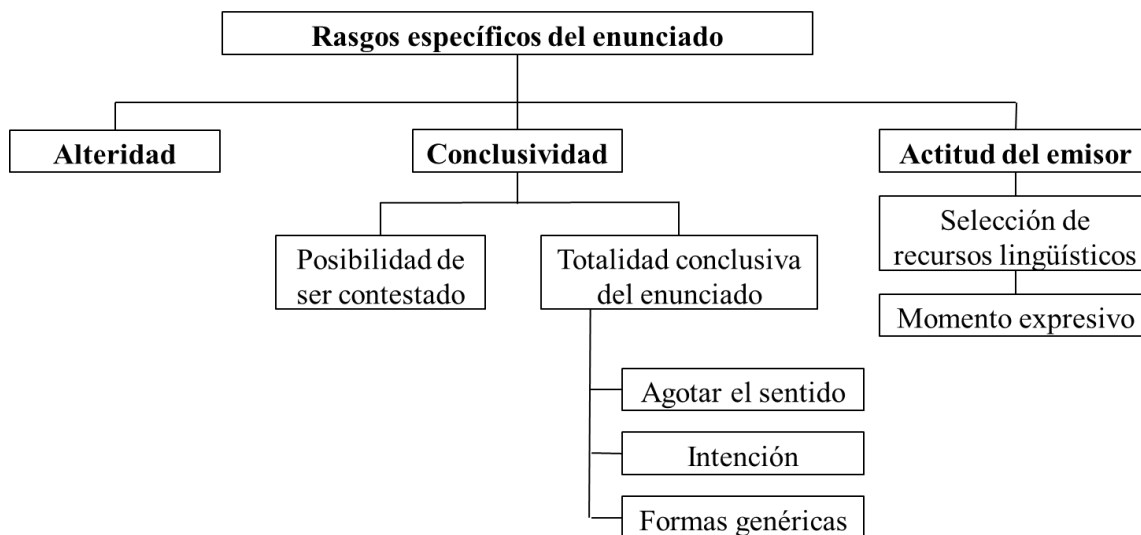 Rasgos específicos del enunciado
Alteridad
Conclusividad
Actitud del emisor
Posibilidad de
ser contestado
Totalidad conclusiva
del enunciado
Selección de
recursos lingüísticos
Momento expresivo
Agotar el sentido
Intención
Formas genéricas